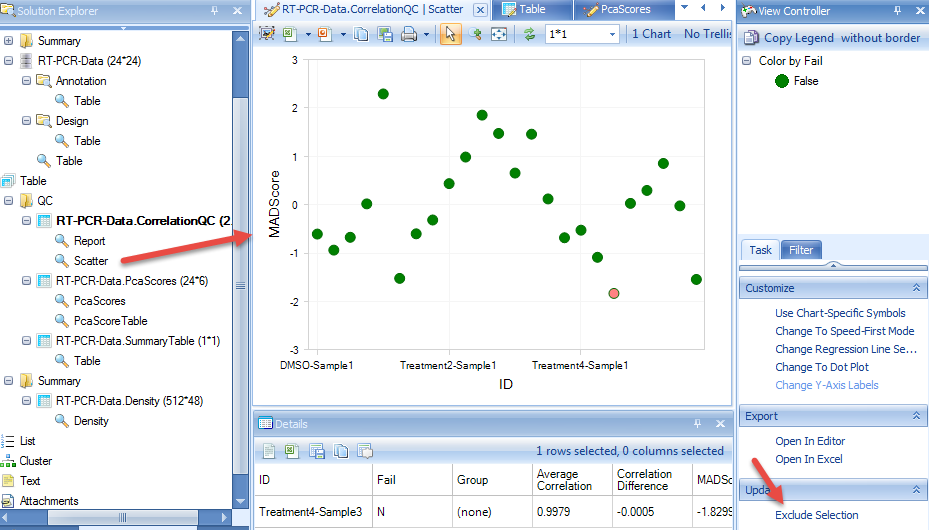 Solution Explorer
Summary
RT-PCR-Data (24*24)
Annotation
Table
Design
Table
Table
Table
QC
RT-PCR-Data.CorrelationQC (2
Report
Scatter
RT-PCR-Data.PcaScores (24*6)
PcaScores
PcaScoreTable
RT-PCR-Data.SummaryTable (1*1)
Table
Summary
RT-PCR-Data.Density (512*48)
Density
List
Cluster
Text
Attachments
RT-PCR-Data.CorrelationQC | Scatter
Table
PcaScores
1*1
1 Chart
No Trellis
3
2
1
0
-1
-2
-3
MADScore
DMSO-Sample1
Treatment2-Sample1
Treatment4-Sample1
ID
Details
1 rows selected, 0 columns selected
ID
Fail
Group
Average Correlation
Correlation Difference
MADSc
Treatment4-Sample3
N
(none)
0.9979
-0.0005
-1.8299
View Controller
Copy Legend
without border
Color by Fail
False
Task
Filter
Customize
Use Chart-Specific Symbols
Change To Speed-First Mode
Change Regression Line Se...
Change To Dot Plot
Change Y-Axis Labels
Export
Open In Editor
Open In Excel
Upda
Exclude Selection